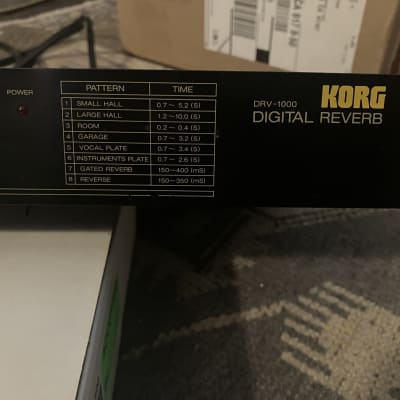 POWER
PATTERN TIME
1 SMALL HALL 0.7~5.2 (S)
2 LARGE HALL 1.2~10.0 (S)
3 ROOM 0.2~0.4 (S)
4 GARAGE 0.7~3.2 (S)
5 VOCAL PLATE 0.7~3.4 (S)
6 INSTRUMENTS PLATE 0.7~2.6 (S)
7 GATED REVERB 150~400 (mS)
8 REVERSE 150~350 (mS)
DRV-1000 KORG
DIGITAL REVERB